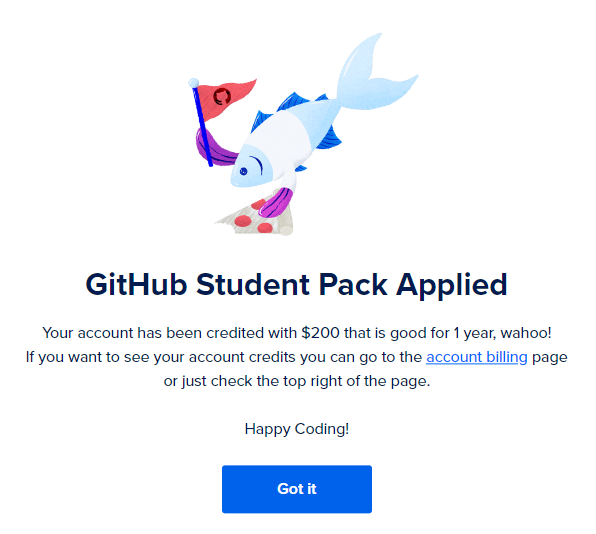 GitHub Student Pack Applied
Your account has been credited with $200 that is good for 1 year, wahoo!
If you want to see your account credits you can go to the account billing page
or just check the top right of the page.
Happy Coding!
Got it